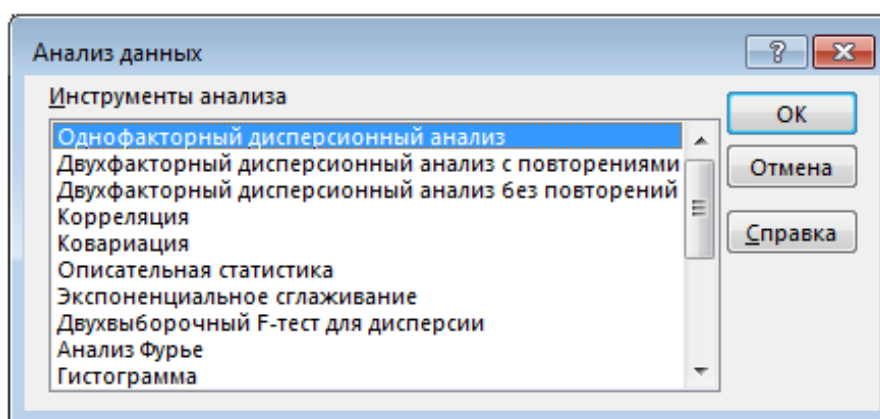 Анализ данных
Инструменты анализа
Однофакторный дисперсионный анализ
Двухфакторный дисперсионный анализ с повторениями
Двухфакторный дисперсионный анализ без повторений
Корреляция
Ковариация
Описательная статистика
Экспоненциальное сглаживание
Двухвыборочный F-тест для дисперсии
Анализ Фурье
Гистограмма
ОК
Отмена
Справка